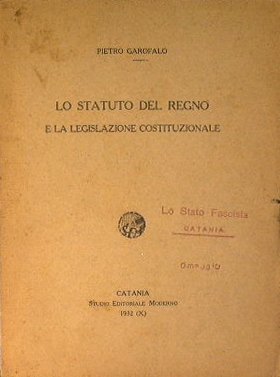 PIETRO GAROFALO
LO STATUTO DEL REGNO
E LA LEGISLAZIONE COSTITUZIONALE
Lo Stato Fascista
CATANIA
CATANIA
STUDIO EDITORIALE MODERNO
1932 (X)